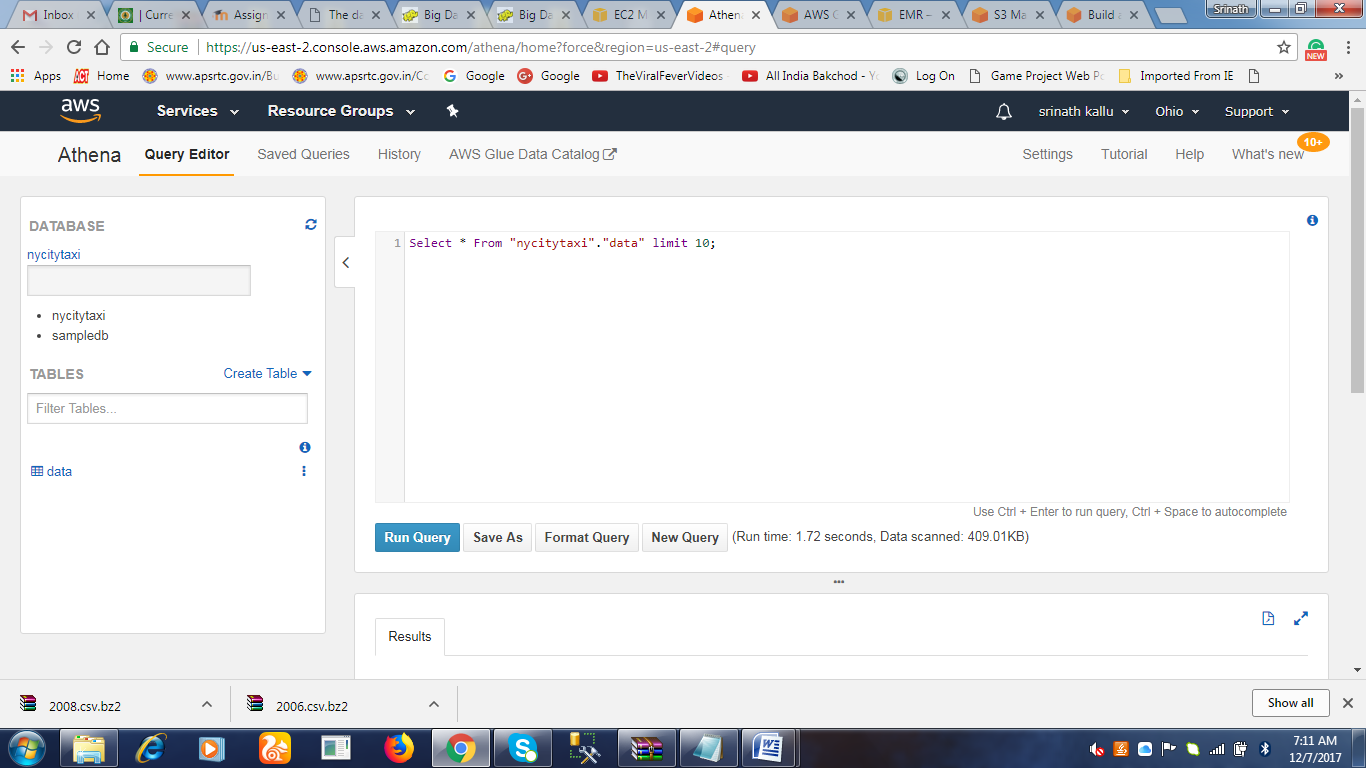 Inbox
| Curre
Assign
The da
Big Da
Big Da
EC2 M
Athena
AWS C
EMR –
S3 Ma
Build a
Srinath
Secure
https://us-east-2.console.aws.amazon.com/athena/home?force&region=us-east-2#query
NEW
Apps
ACT
Home
www.apsrtc.gov.in/Bu
www.apsrtc.gov.in/Co
Google
Google
TheViralFeverVideos
All India Bakchod - Yo
Log On
Game Project Web Po
Imported From IE
»
aws
Services
Resource Groups
srinath kallu
Ohio
Support
Athena
Query Editor
Saved Queries
History
AWS Glue Data Catalog
Settings
Tutorial
Help
What's new
10+
DATABASE
nycitytaxi
• nycitytaxi
• sampledb
TABLES
Create Table
Filter Tables...
data
1 Select * From "nycitytaxi"."data" limit 10;
Use Ctrl + Enter to run query, Ctrl + Space to autocomplete
Run Query
Save As
Format Query
New Query
(Run time: 1.72 seconds, Data scanned: 409.01KB)
Results
2008.csv.bz2
2006.csv.bz2
Show all
7:11 AM
12/7/2017